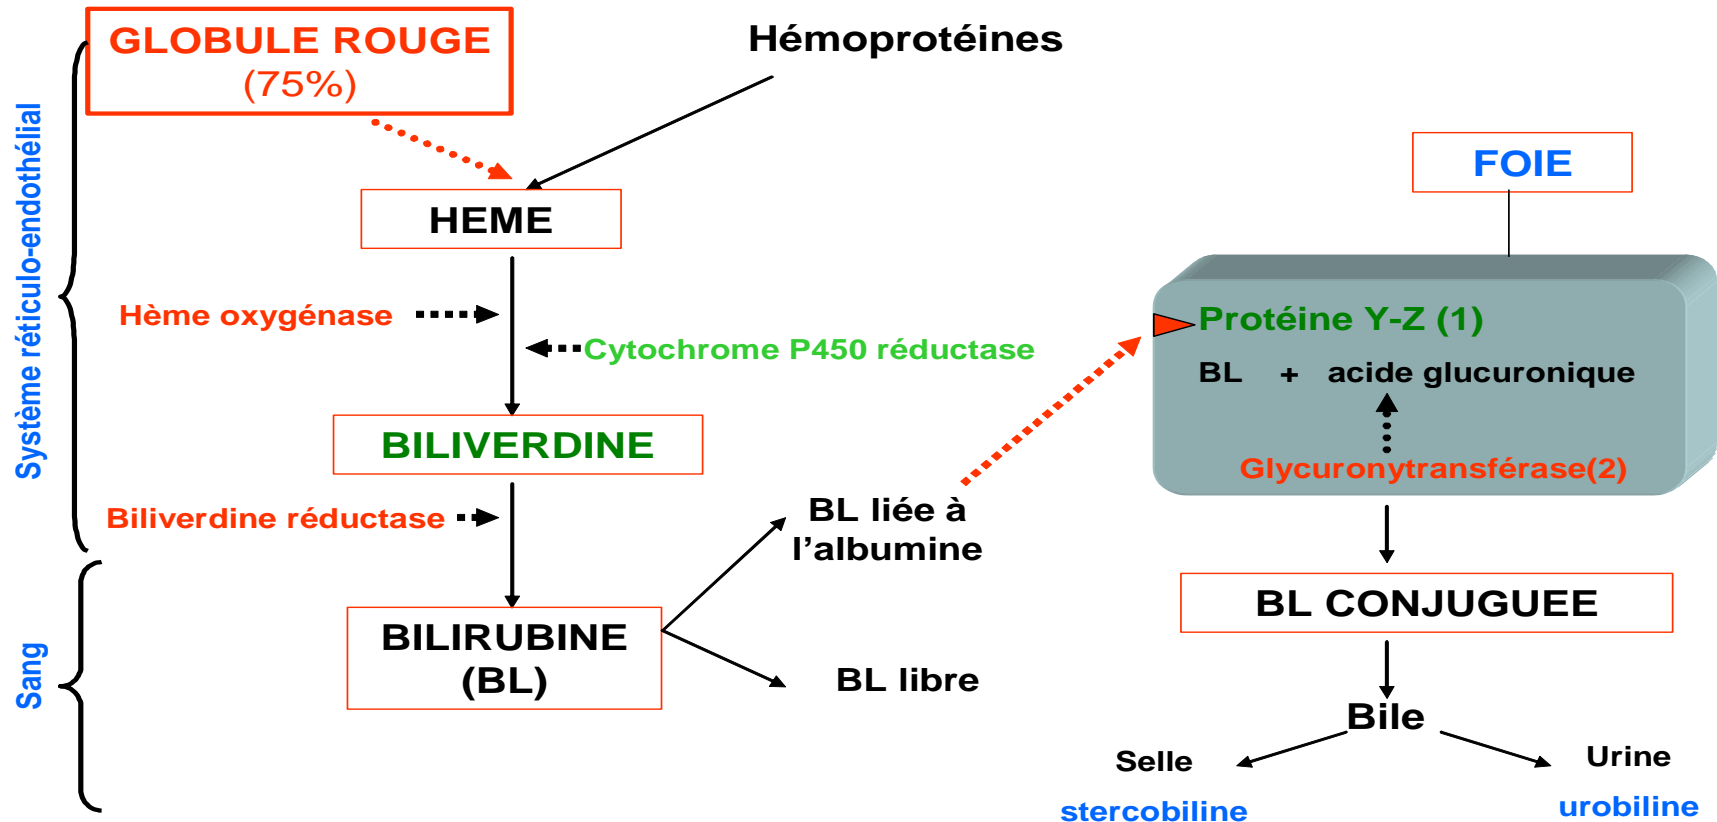 GLOBULE ROUGE
(75%)
Hémoprotéines
Système réticulo-endothélial
FOIE
HEME
Hème oxygénase
Cytochrome P450 réductase
Protéine Y-Z (1)
BL + acide glucuronique
Glycuronytransférase(2)
BILIVERDINE
Biliverdine réductase
BL liée à
l'albumine
BL CONJUGUEE
Sang
BILIRUBINE
(BL)
BL libre
Bile
Selle
stercobiline
Urine
urobiline